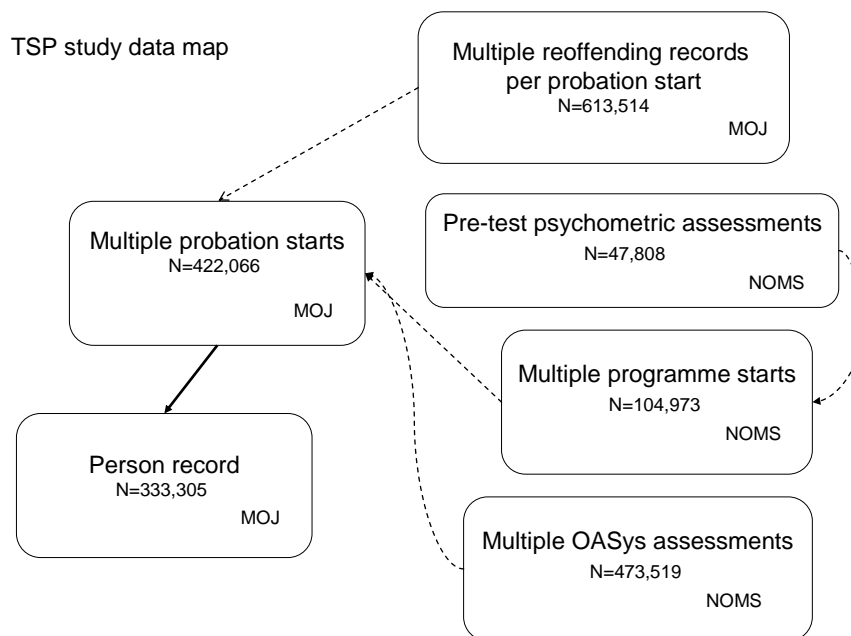 TSP study data map
Multiple reoffending records
per probation start
N=613,514
MOJ
Multiple probation starts
N=422,066
MOJ
Pre-test psychometric assessments
N=47,808
NOMS
Multiple programme starts
N=104,973
NOMS
Person record
N=333,305
MOJ
Multiple OASys assessments
N=473,519
NOMS